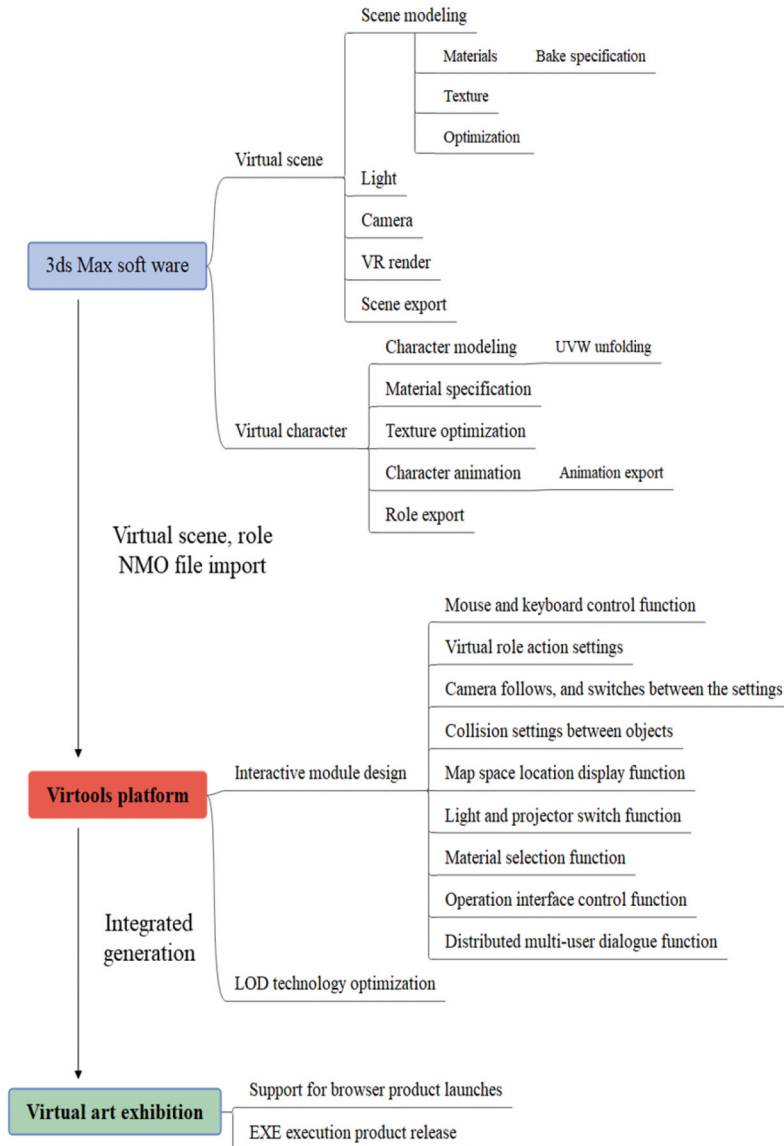 Scene modeling
Materials
Bake specification
Texture
Optimization
Virtual scene
Light
Camera
3ds Max soft ware
VR render
Scene export
Character modeling
UVW unfolding
Material specification
Virtual character
Texture optimization
Character animation
Animation export
Role export
Virtual scene, role
NMO file import
Mouse and keyboard control function
Virtual role action settings
Camera follows, and switches between the settings
Collision settings between objects
Virtools platform
Interactive module design
Map space location display function
Light and projector switch function
Material selection function
Operation interface control function
Distributed multi-user dialogue function
Integrated
generation
LOD technology optimization
Virtual art exhibition
Support for browser product launches
EXE execution product release